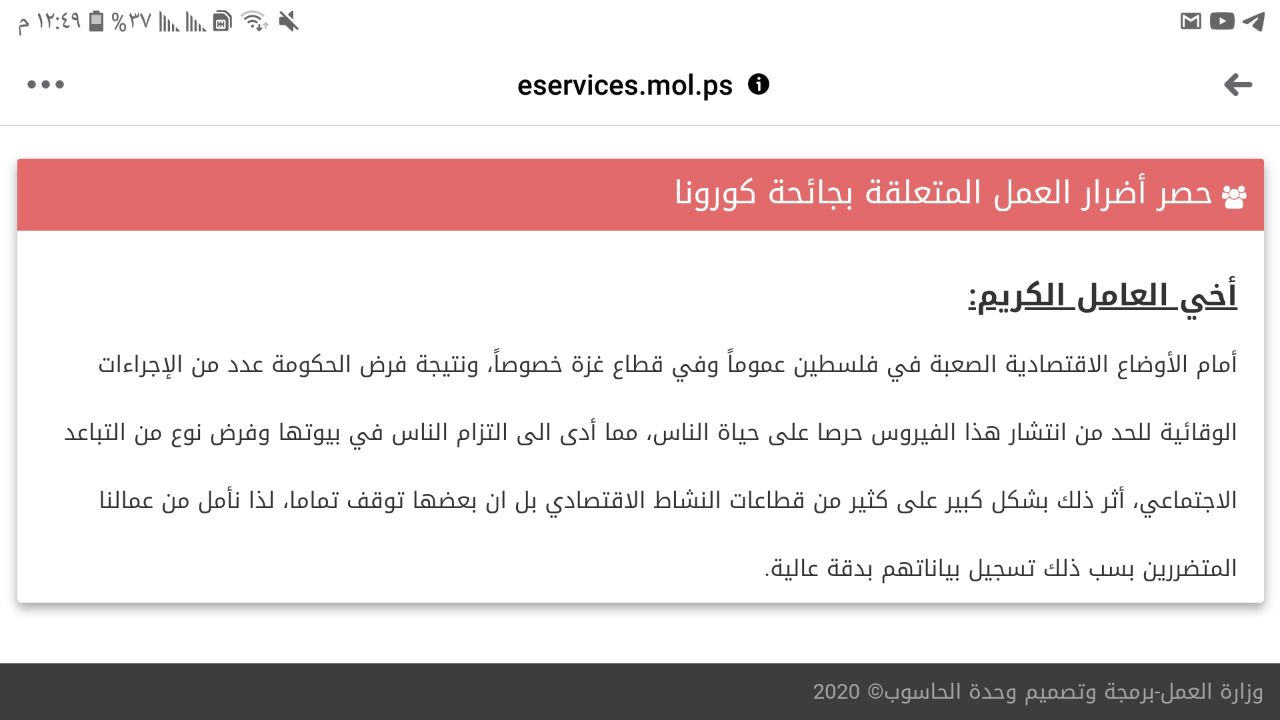 م ١٢:٤٩ %٣٧
eservices.mol.ps
حصر أضرار العمل المتعلقة بجائحة كورونا
أخي العامل الكريم:
أمام الأوضاع الاقتصادية الصعبة في فلسطين عموماً وفي قطاع غزة خصوصاً، ونتيجة فرض الحكومة عدد من الإجراءات
الوقائية للحد من انتشار هذا الفيروس حرصا على حياة الناس، مما أدى الى التزام الناس في بيوتها وفرض نوع من التباعد
الاجتماعي، أثر ذلك بشكل كبير على كثير من قطاعات النشاط الاقتصادي بل ان بعضها توقف تماما، لذا نأمل من عمالنا
المتضررين بسب ذلك تسجيل بياناتهم بدقة عالية.
وزارة العمل-برمجة وتصميم وحدة الحاسوب© 2020